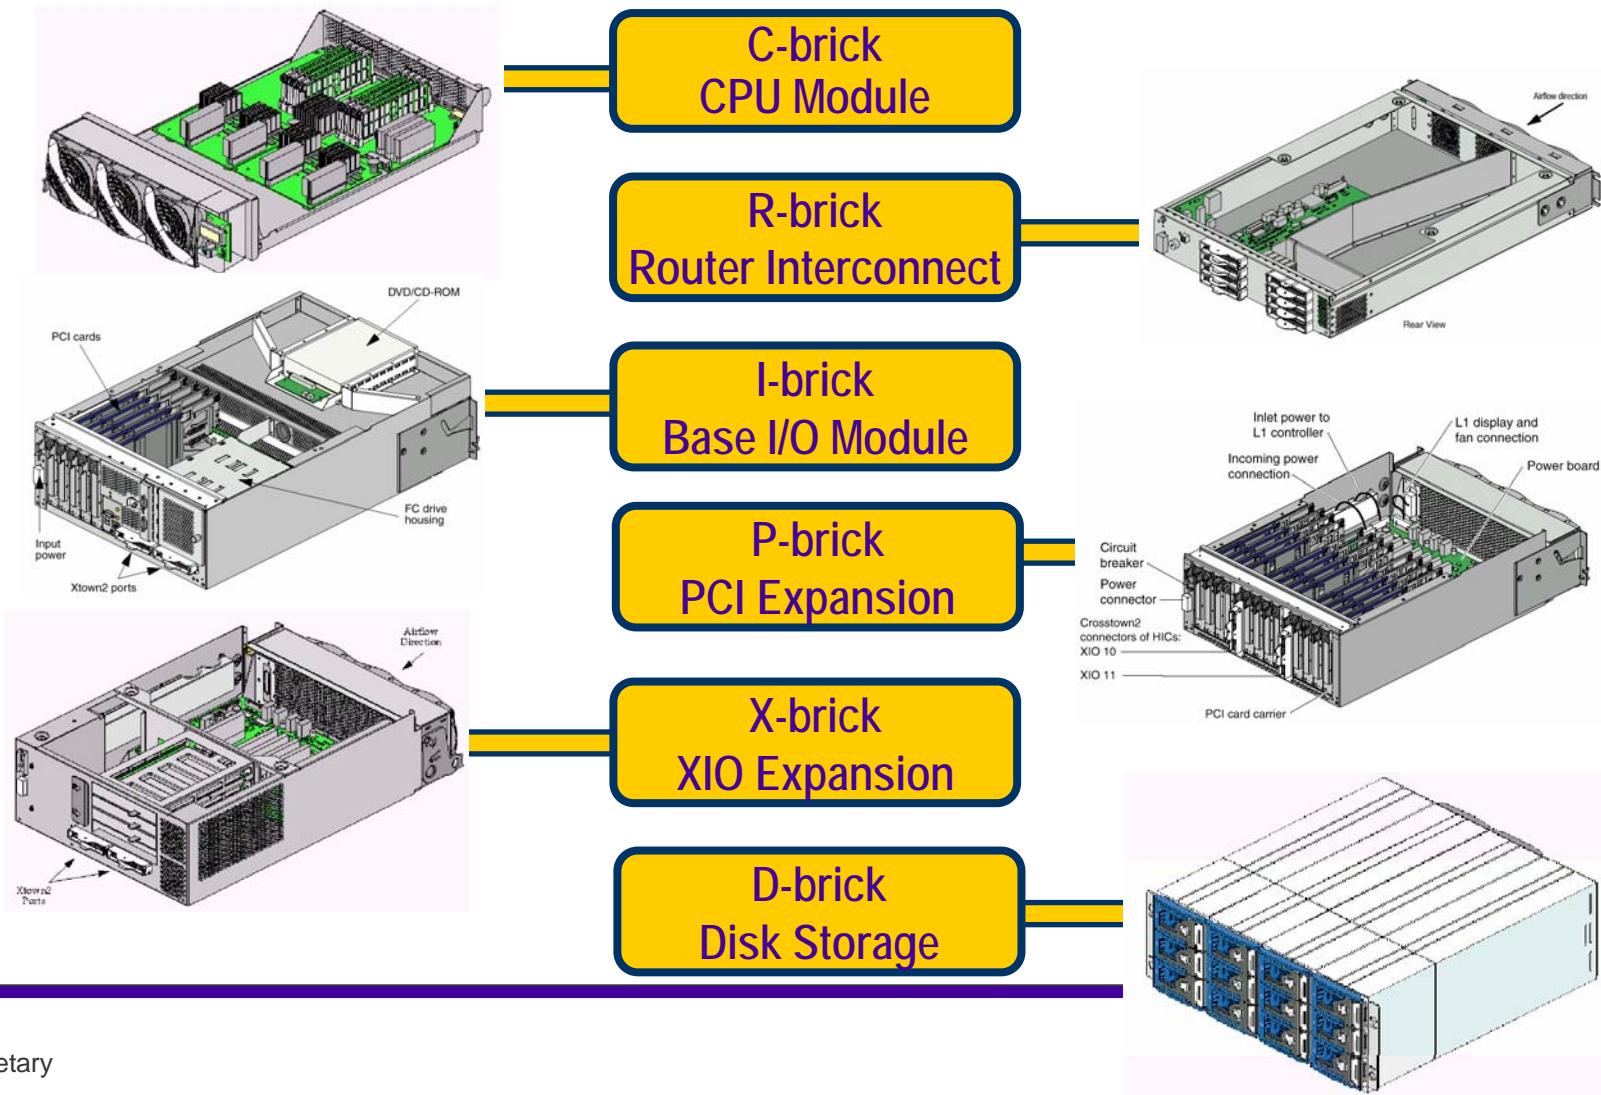 C-brick
CPU Module
Airflow direction
R-brick
Router Interconnect
Rear View
DVD/CD-ROM
PCI cards
FC drive
housing
Input
power
Xtown2 ports
I-brick
Base I/O Module
Inlet power to
L1 controller
L1 display and
fan connection
Incoming power
connection
Power board
Circuit
breaker
Power
connector
Crosstown2
connectors of HICs:
XIO 10
XIO 11
PCI card carrier
P-brick
PCI Expansion
Airflow
Direction
Xtown2
Ports
X-brick
XIO Expansion
D-brick
Disk Storage
etary